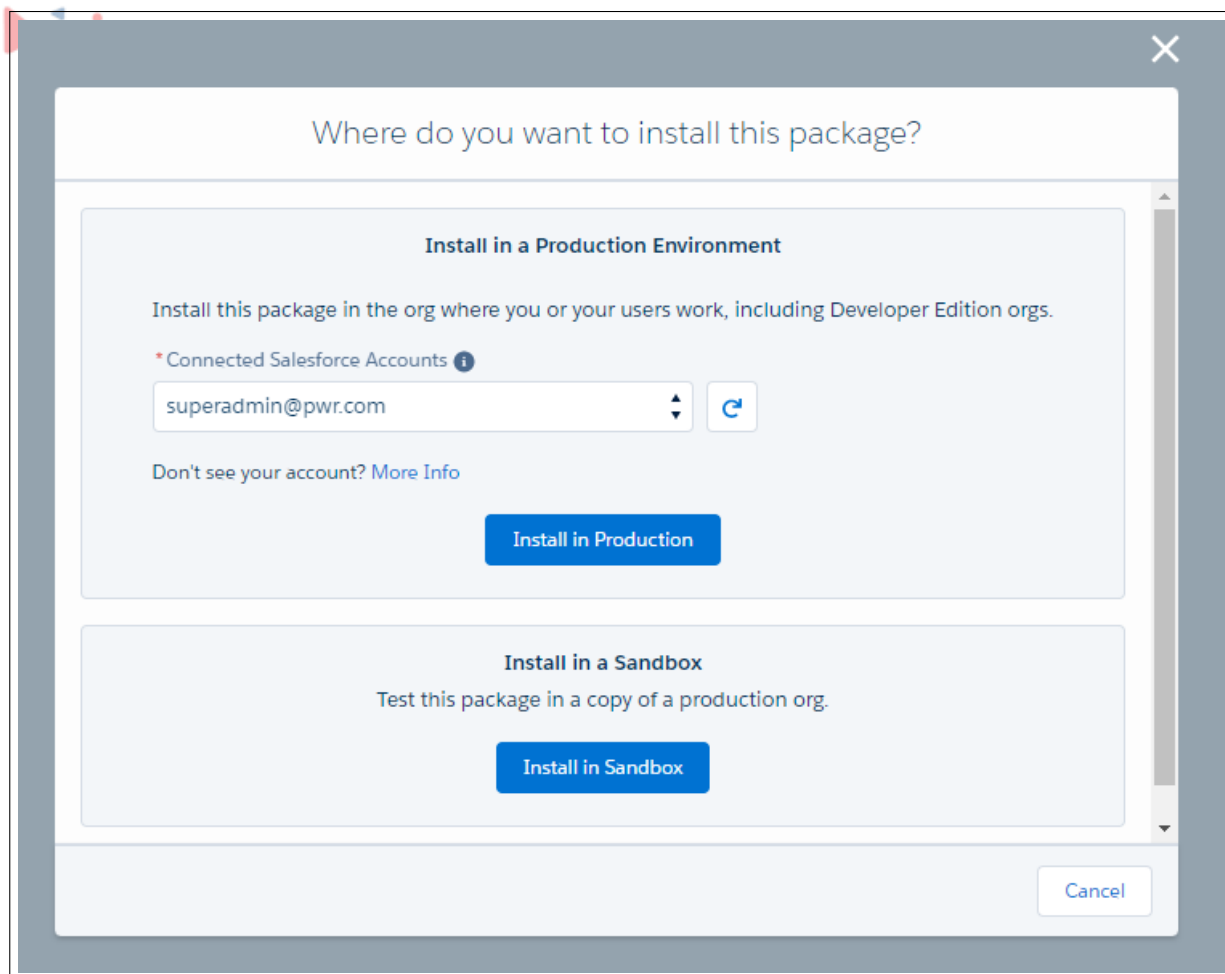 Where do you want to install this package?
Install in a Production Environment
Install this package in the org where you or your users work, including Developer Edition orgs.
* Connected Salesforce Accounts
superadmin@pwr.com
Don't see your account? More Info
Install in Production
Install in a Sandbox
Test this package in a copy of a production org.
Install in Sandbox
Cancel